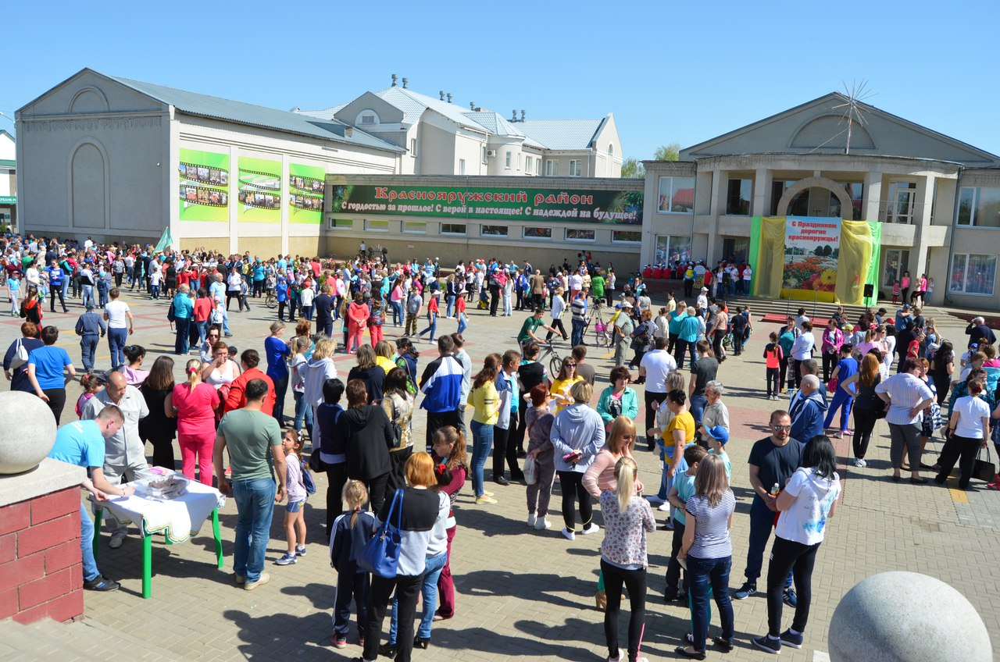 Краснояружский район
С гордостью за прошлое! С верой в настоящее! С надеждой на будущее!
С Праздником
дорогие
краснояружцы!